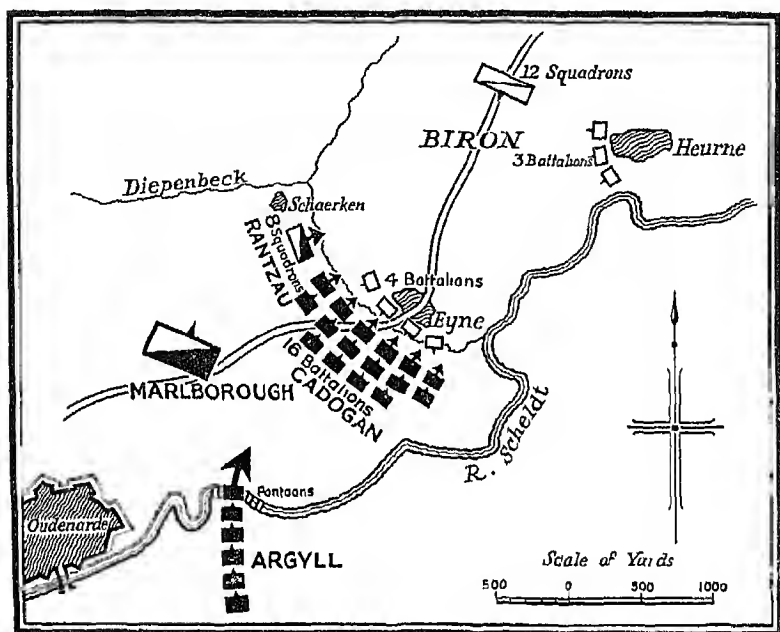 12 Squadrons
BIRON
Heurne
3 Battalions
Diepenbeck
Schaerken
8 Squadrons
RANTZAU
4 Battalions
Eyne
16 Battalions
CADOGAN
MARLBOROUGH
R. Scheldt
Pontoons
Oudenarde
ARGYLL
Scale of Yards
500 0 500 1000